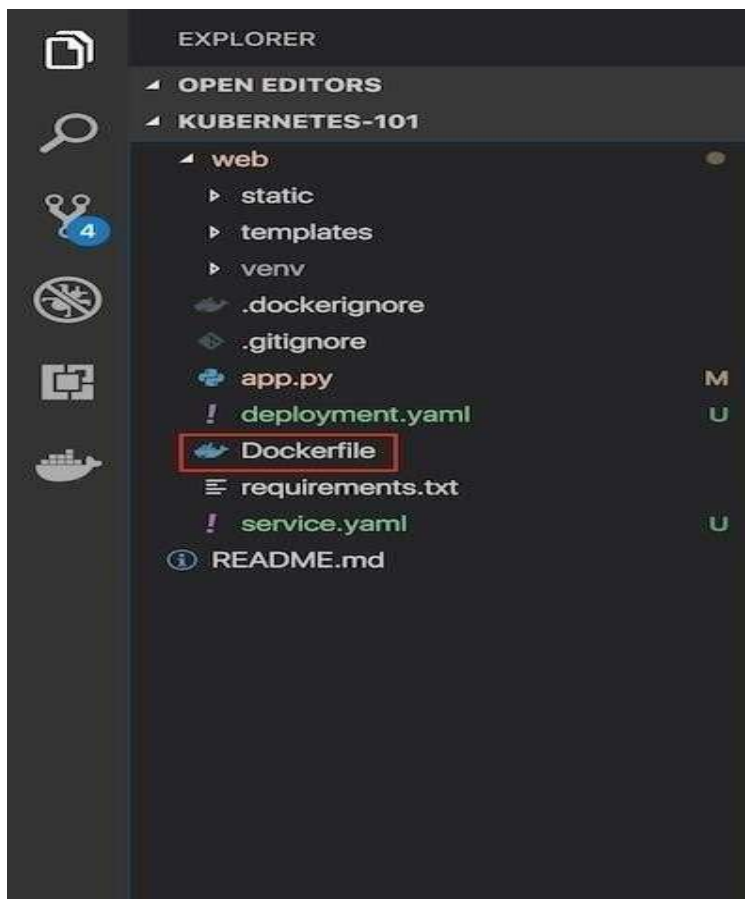 EXPLORER
OPEN EDITORS
KUBERNETES-101
web
static
4
templates
venv
.dockerignore
.gitignore
app.py M
deployment.yaml U
Dockerfile
requirements.txt
service.yaml U
README.md